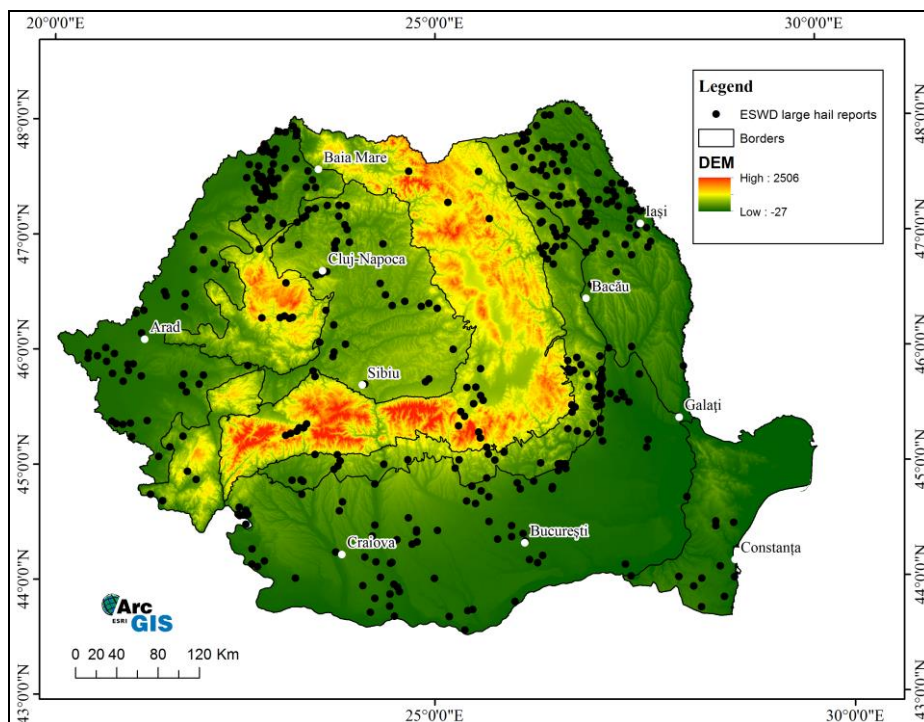 20°0'0"E 25°0'0"E 30°0'0"E
48°0'0"N
47°0'0"N
46°0'0"N
45°0'0"N
44°0'0"N
43°0'0"N
Legend
ESWD large hail reports
Borders
DEM
High : 2506
Low : -27
Baia Mare
Iași
Cluj-Napoca
Bacău
Arad
Sibiu
Galați
București
Craiova
Constanța
Arc
ESRI GIS
0 20 40 80 120 Km
48°0'0"N
47°0'0"N
46°0'0"N
45°0'0"N
44°0'0"N
43°0'0"N
25°0'0"E 30°0'0"E